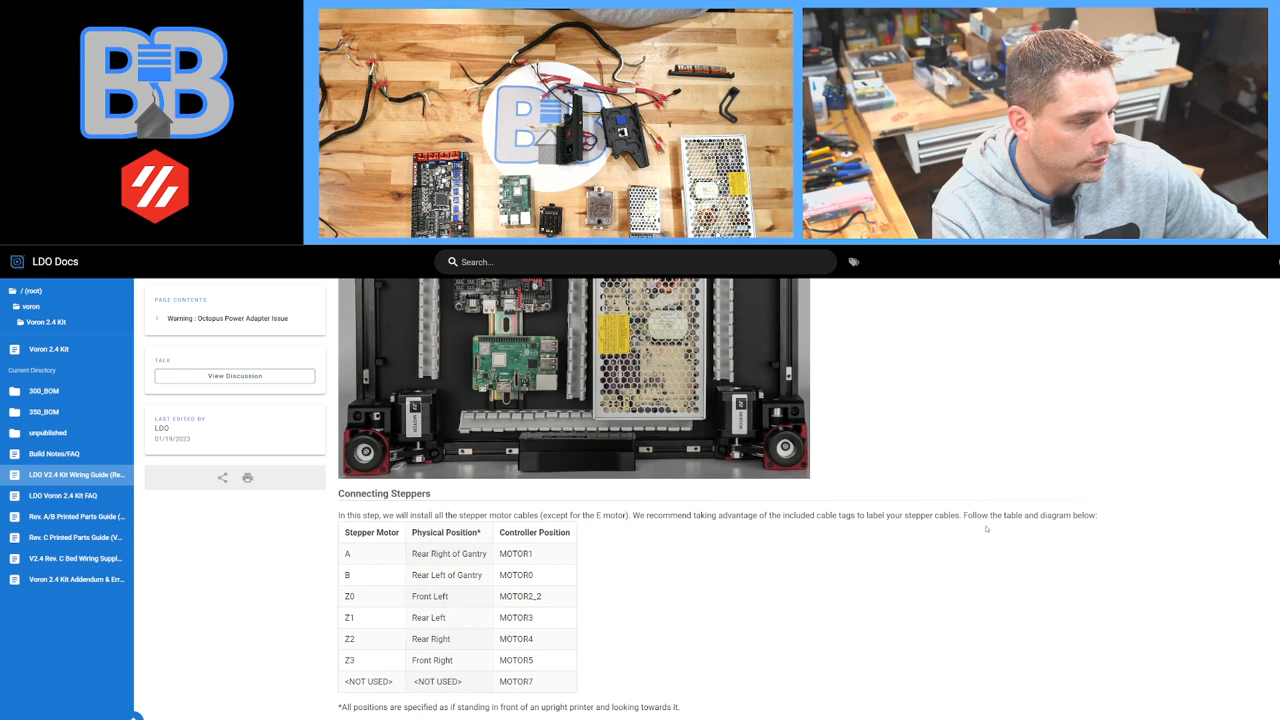 BB
BB
LDO Docs
Search...
/ (root)
voron
Voron 2.4 Kit
Voron 2.4 Kit
Current Directory
300_BOM
350_BOM
unpublished
Build Notes/FAQ
LDO V2.4 Kit Wiring Guide (Re...
LDO Voron 2.4 Kit FAQ
Rev. A/B Printed Parts Guide (...
Rev. C Printed Parts Guide (V...
V2.4 Rev. C Bed Wiring Suppl...
Voron 2.4 Kit Addendum & Err...
PAGE CONTENTS
Warning : Octopus Power Adapter Issue
TALK
View Discussion
LAST EDITED BY
LDO
01/19/2023
MOTOR
MOTOR
Connecting Steppers
In this step, we will install all the stepper motor cables (except for the E motor). We recommend taking advantage of the included cable tags to label your stepper cables. Follow the table and diagram below:
Stepper Motor Physical Position* Controller Position
A Rear Right of Gantry MOTOR1
B Rear Left of Gantry MOTOR0
Z0 Front Left MOTOR2_2
Z1 Rear Left MOTOR3
Z2 Rear Right MOTOR4
Z3 Front Right MOTOR5
<NOT USED> <NOT USED> MOTOR7
*All positions are specified as if standing in front of an upright printer and looking towards it.